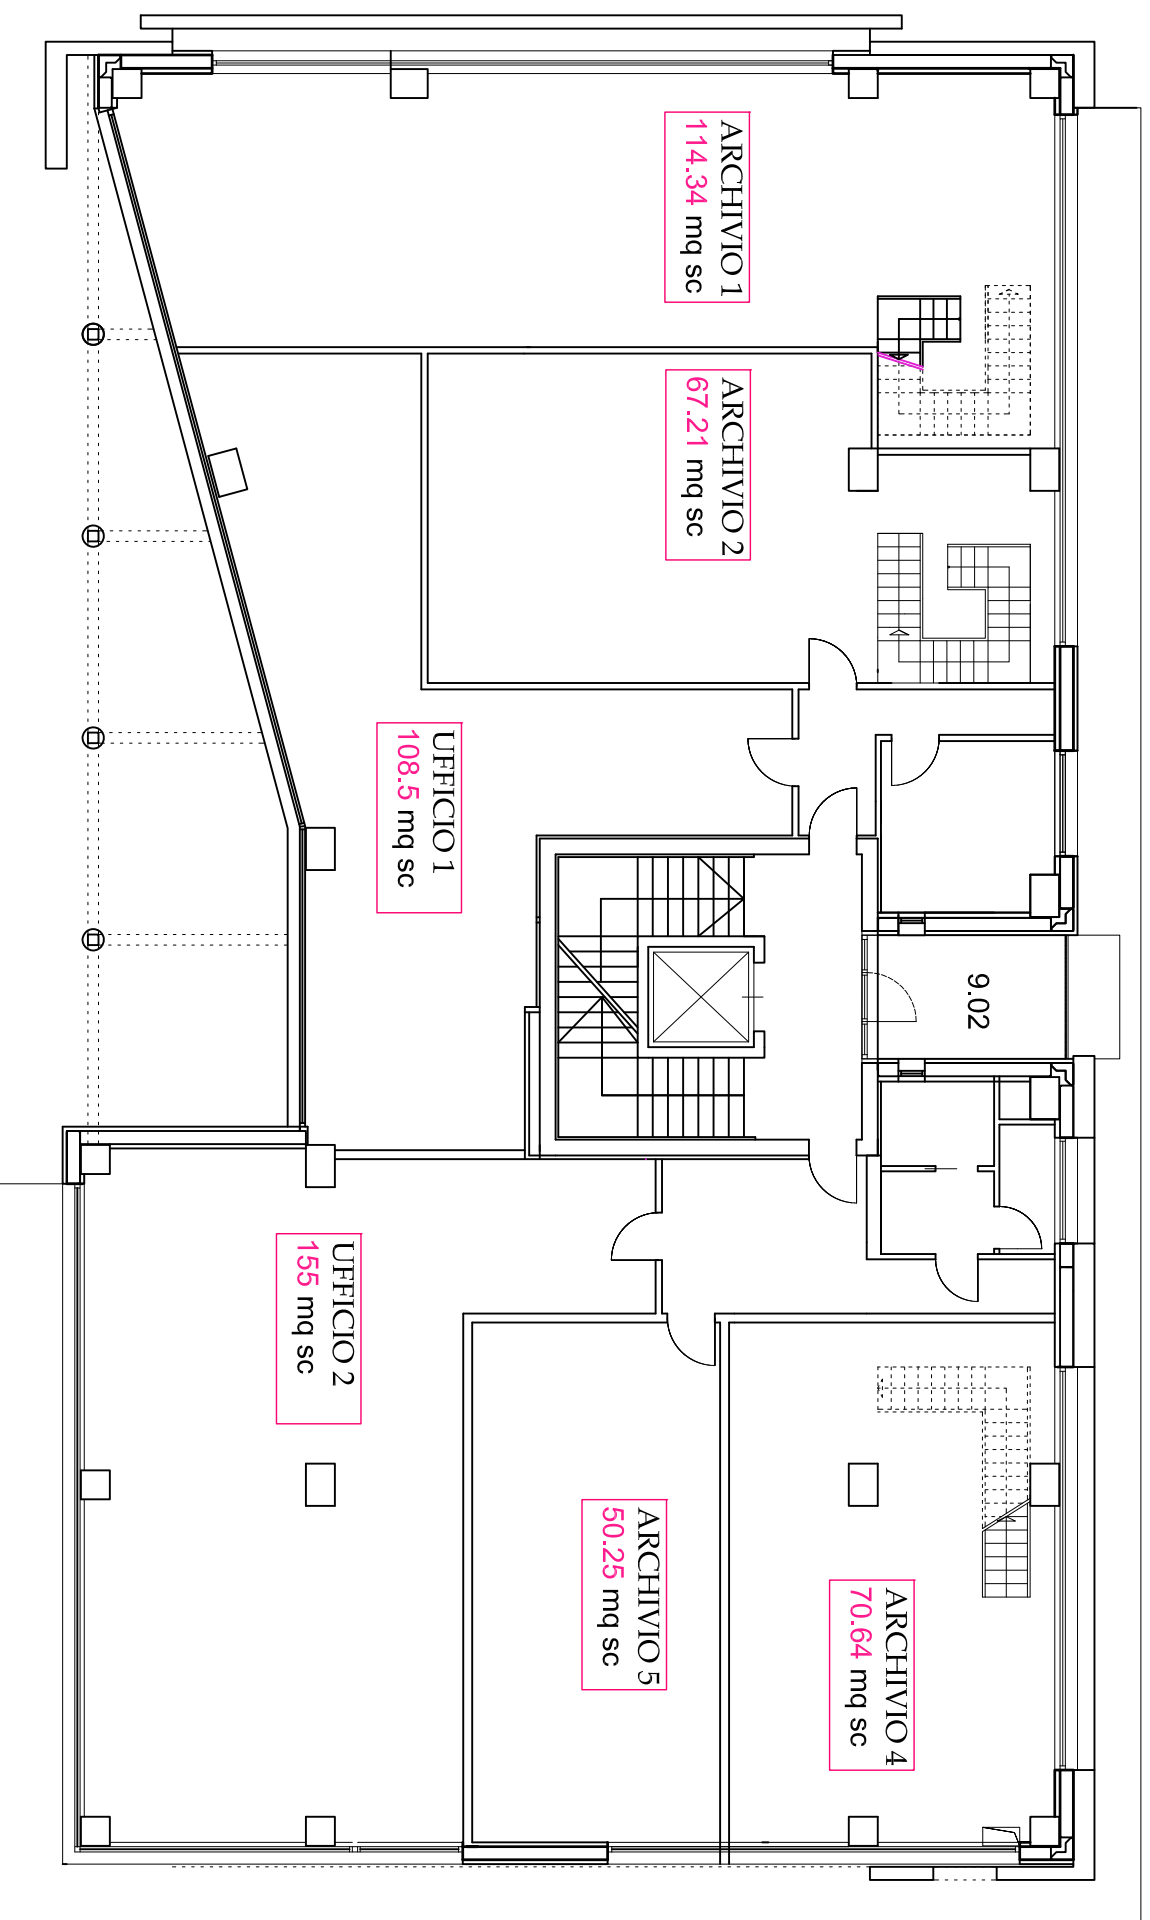 ARCHIVIO 1
114.34 mq sc
ARCHIVIO 2
67.21 mq sc
UFFICIO 1
108.5 mq sc
9.02
UFFICIO 2
155 mq sc
ARCHIVIO 5
50.25 mq sc
ARCHIVIO 4
70.64 mq sc